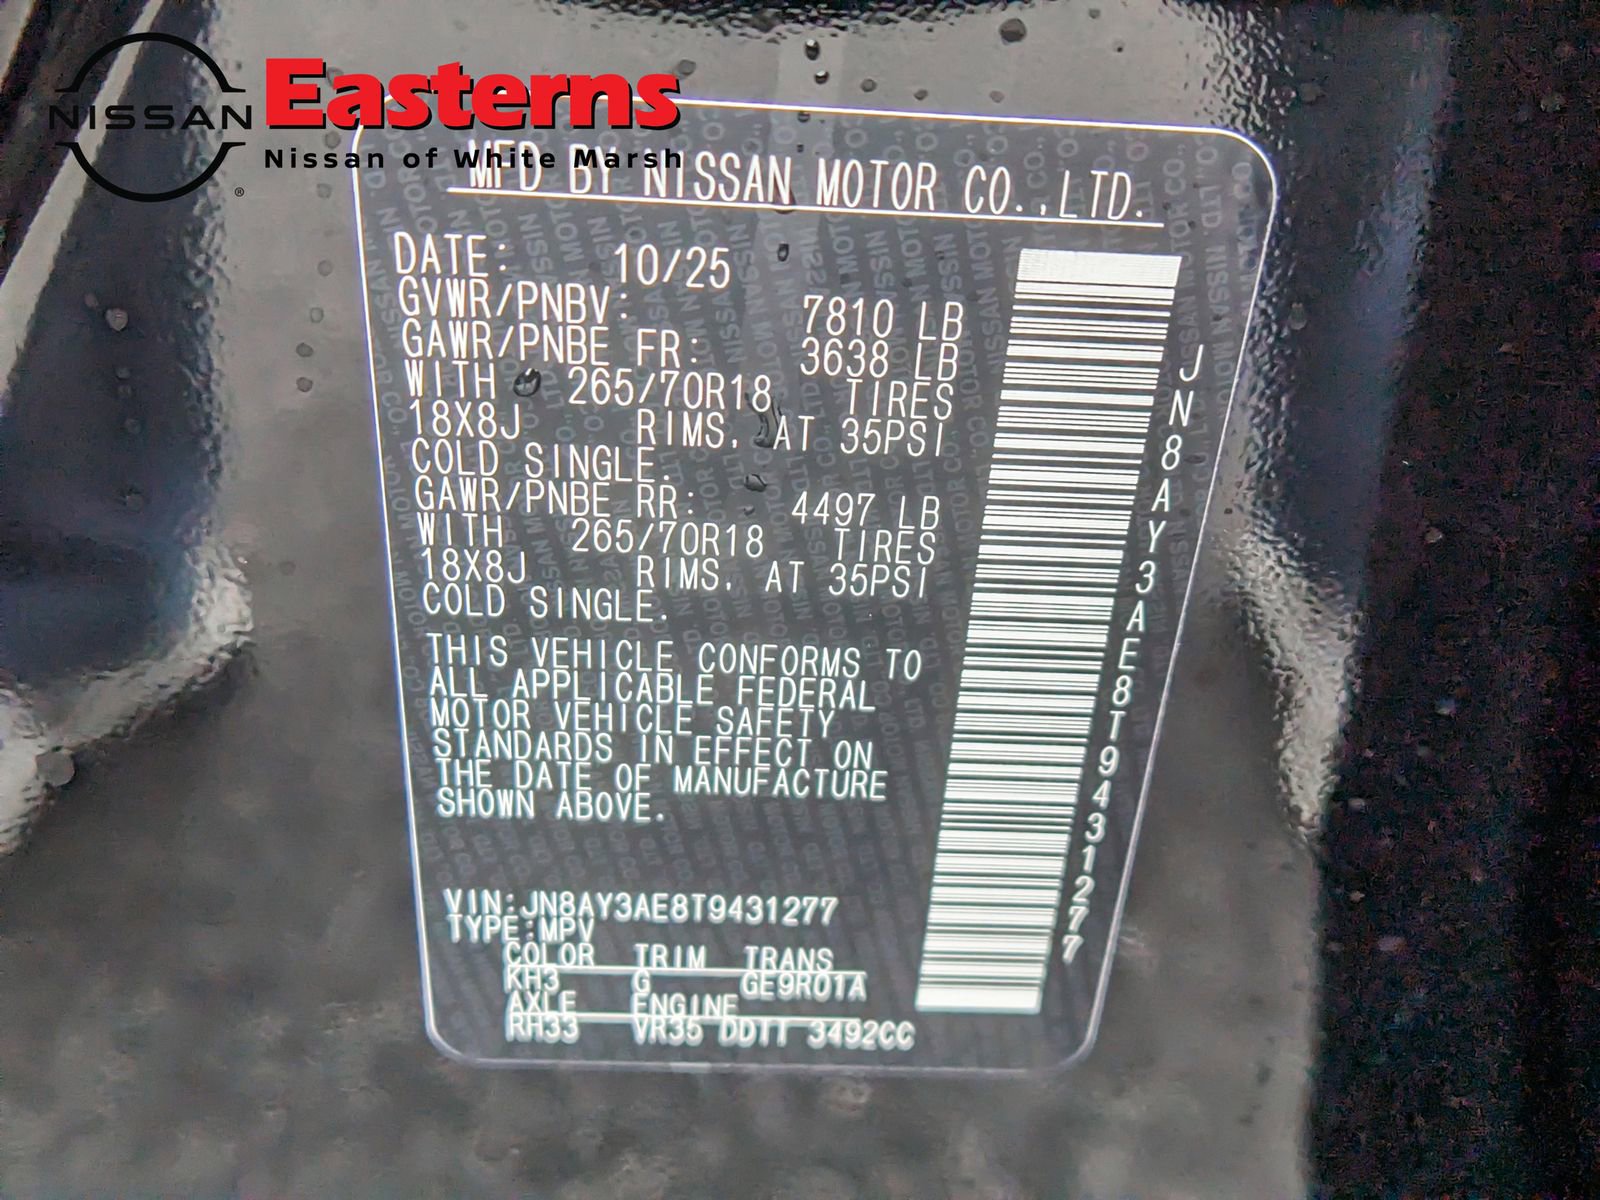 NISSAN
®
Easterns
Nissan of White Marsh
MFD BY NISSAN MOTOR CO.,LTD.
DATE: 10/25
GVWR/PNBV: 7810 LB
GAWR/PNBE FR: 3638 LB
WITH 265/70R18 TIRES
18X8J RIMS, AT 35PSI
COLD SINGLE.
GAWR/PNBE RR: 4497 LB
WITH 265/70R18 TIRES
18X8J RIMS, AT 35PSI
COLD SINGLE.
THIS VEHICLE CONFORMS TO
ALL APPLICABLE FEDERAL
MOTOR VEHICLE SAFETY
STANDARDS IN EFFECT ON
THE DATE OF MANUFACTURE
SHOWN ABOVE.
VIN:JN8AY3AE8T9431277
TYPE:MPV
COLOR TRIM TRANS
KH3 G GE9R01A
AXLE ENGINE
RH33 VR35 DDTT 3492CC
JN8AY3AE8T9431277